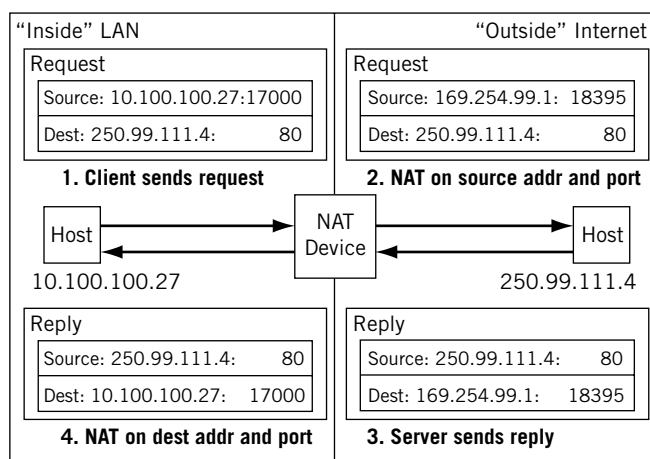 “Inside” LAN
“Outside” Internet
Request
Source: 10.100.100.27:17000
Dest: 250.99.111.4: 80
1. Client sends request
Request
Source: 169.254.99.1: 18395
Dest: 250.99.111.4: 80
2. NAT on source addr and port
Host
10.100.100.27
NAT
Device
Host
250.99.111.4
Reply
Source: 250.99.111.4: 80
Dest: 10.100.100.27: 17000
4. NAT on dest addr and port
Reply
Source: 250.99.111.4: 80
Dest: 169.254.99.1: 18395
3. Server sends reply